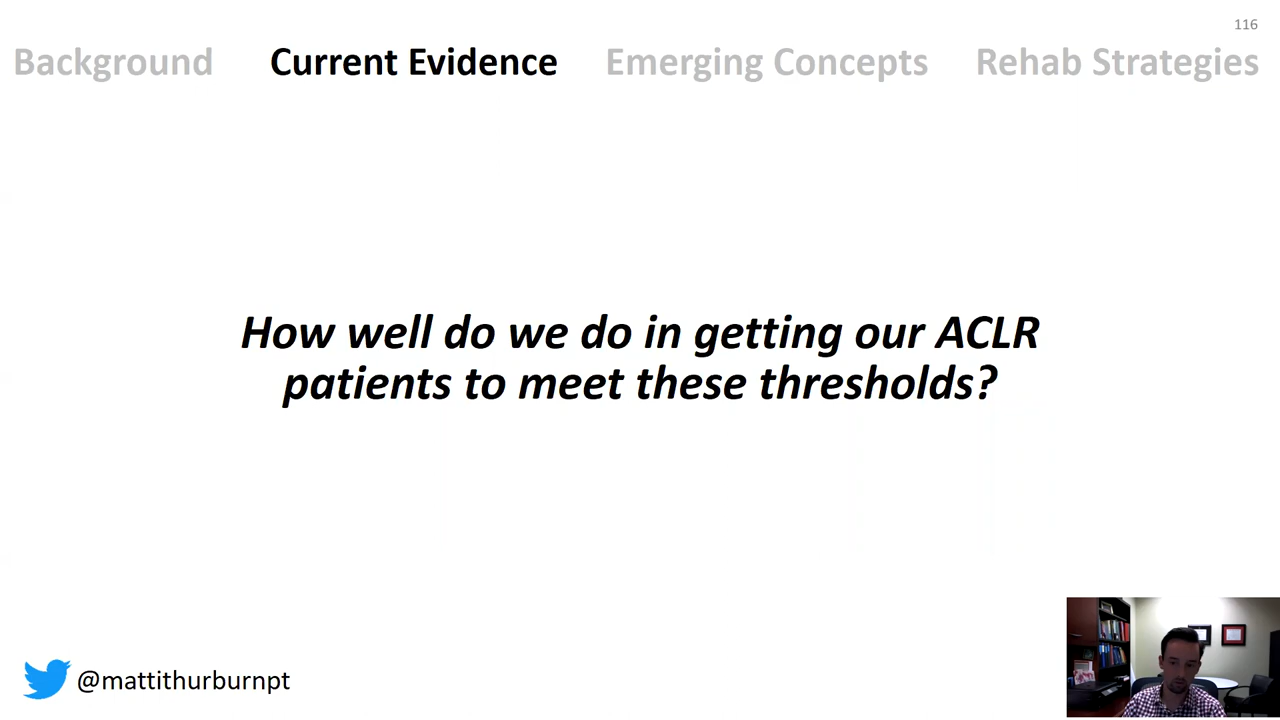 116
Background Current Evidence Emerging Concepts Rehab Strategies
How well do we do in getting our ACLR
patients to meet these thresholds?
@mattithurburnpt